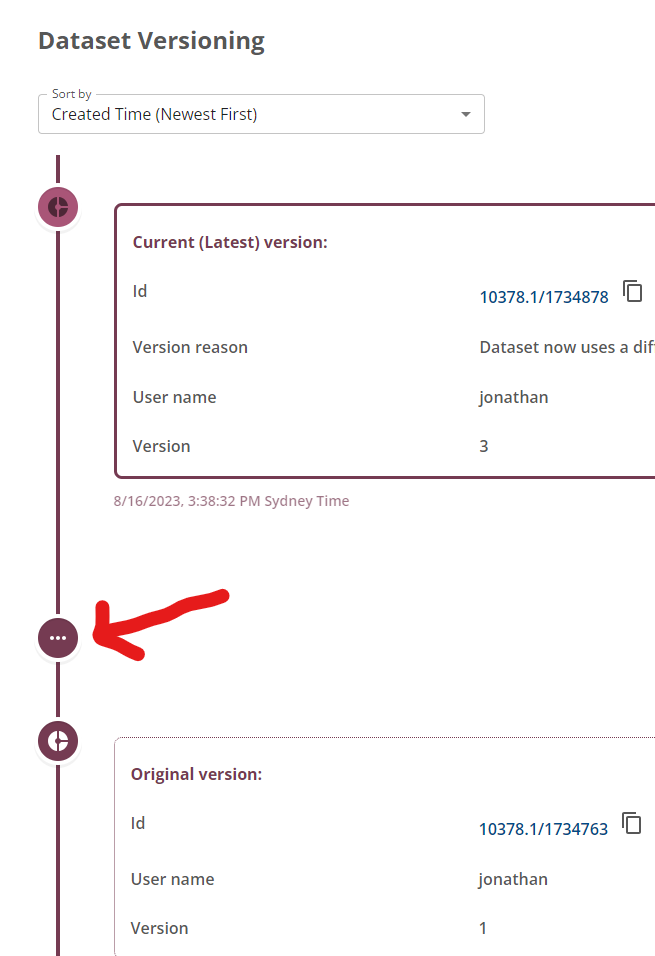 Dataset Versioning
Sort by
Created Time (Newest First)
Current (Latest) version:
Id 10378.1/1734878
Version reason Dataset now uses a dif
User name jonathan
Version 3
8/16/2023, 3:38:32 PM Sydney Time
Original version:
Id 10378.1/1734763
User name jonathan
Version 1